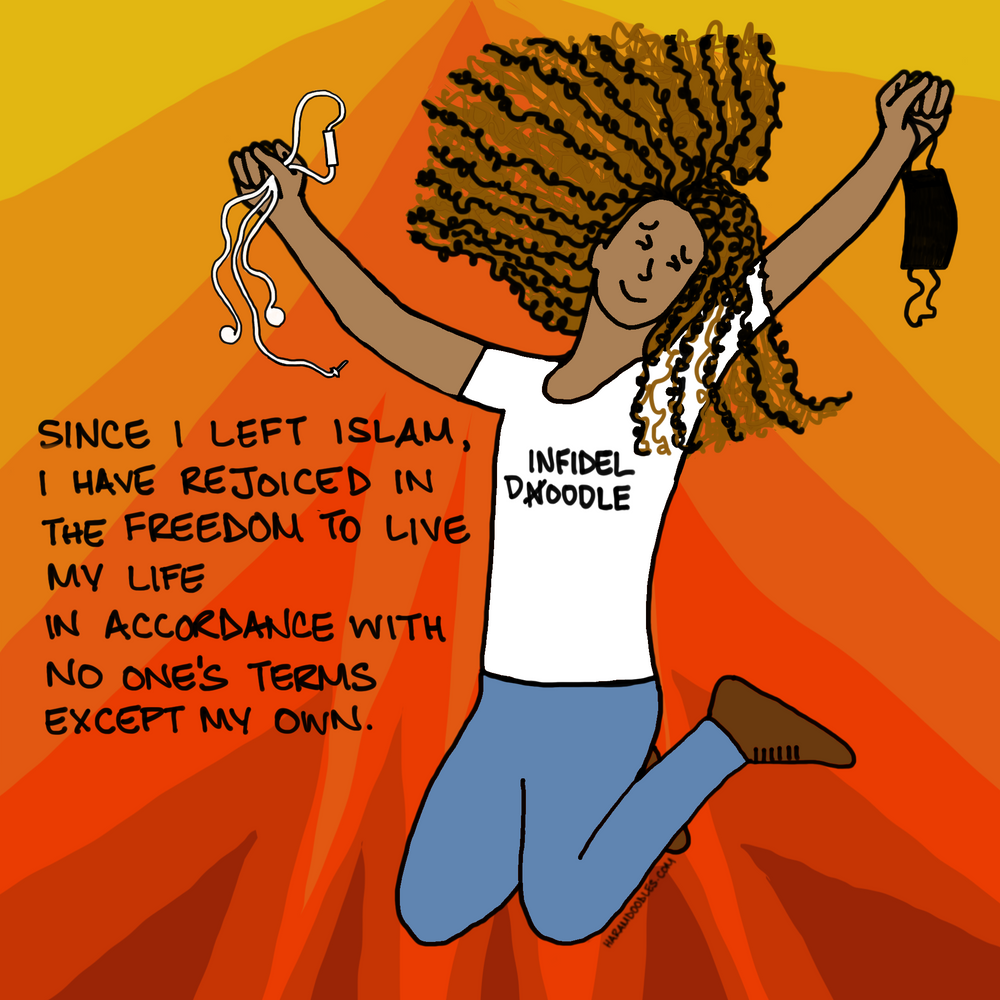 SINCE I LEFT ISLAM,
I HAVE REJOICED IN
THE FREEDOM TO LIVE
MY LIFE
IN ACCORDANCE WITH
NO ONE'S TERMS
EXCEPT MY OWN.
INFIDEL
DNOODLE
HARAMDOODLES.COM